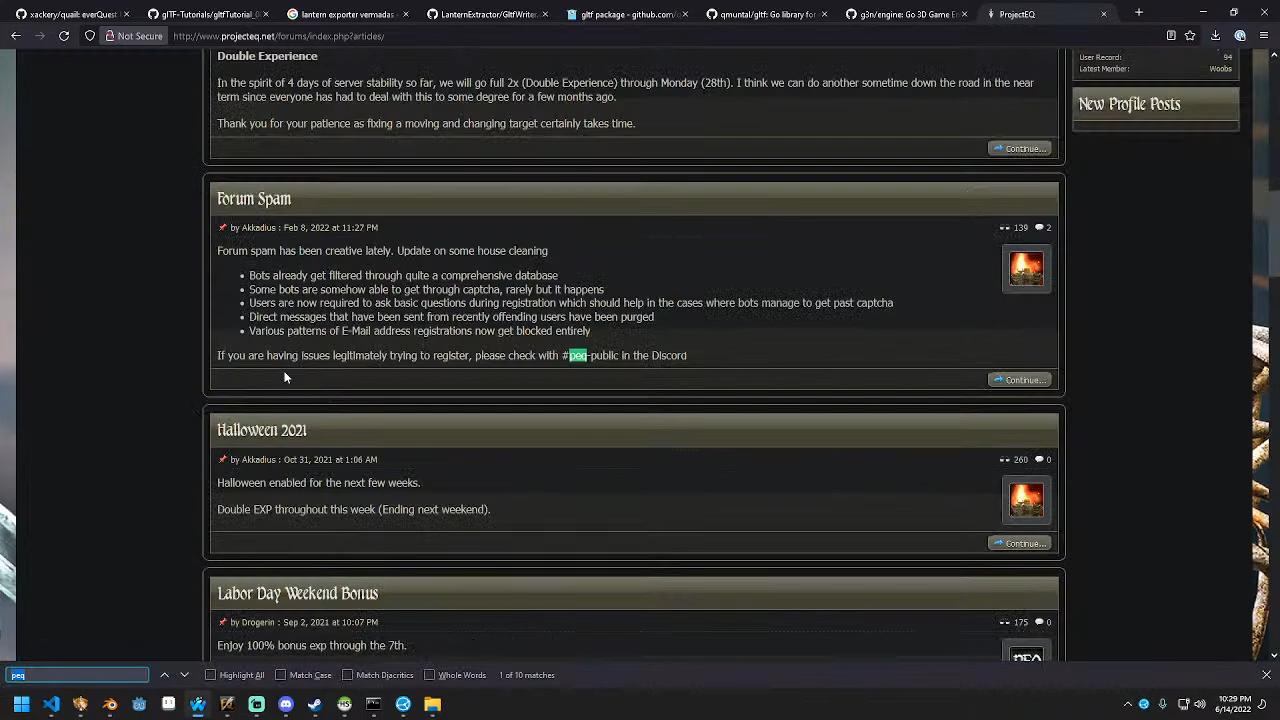 xackery/quail: everQuest
glTF-Tutorials/gltfTutorial_0
lantern exporter vermadas
LanternExtractor/GltfWriter.
gltf package - github.com/q
qmuntal/gltf: Go library for
g3n/engine: Go 3D Game En
ProjectEQ
Not Secure
http://www.projecteq.net/forums/index.php?articles/
Double Experience
User Record: 94
Latest Member: Woobs
In the spirit of 4 days of server stability so far, we will go full 2x (Double Experience) through Monday (28th). I think we can do another sometime down the road in the near
term since everyone has had to deal with this to some degree for a few months ago.
New Profile Posts
Thank you for your patience as fixing a moving and changing target certainly takes time.
Continue...
Forum Spam
by Akkadius : Feb 8, 2022 at 11:27 PM
139 2
Forum spam has been creative lately. Update on some house cleaning
• Bots already get filtered through quite a comprehensive database
• Some bots are somehow able to get through captcha, rarely but it happens
• Users are now required to ask basic questions during registration which should help in the cases where bots manage to get past captcha
• Direct messages that have been sent from recently offending users have been purged
• Various patterns of E-Mail address registrations now get blocked entirely
If you are having issues legitimately trying to register, please check with #peq-public in the Discord
Continue...
Halloween 2021
by Akkadius : Oct 31, 2021 at 1:06 AM
260 0
Halloween enabled for the next few weeks.
Double EXP throughout this week (Ending next weekend).
Continue...
Labor Day Weekend Bonus
by Drogerin : Sep 2, 2021 at 10:07 PM
175 0
Enjoy 100% bonus exp through the 7th.
PEQ
peq
Highlight All
Match Case
Match Diacritics
Whole Words
1 of 10 matches
10:29 PM
6/14/2022